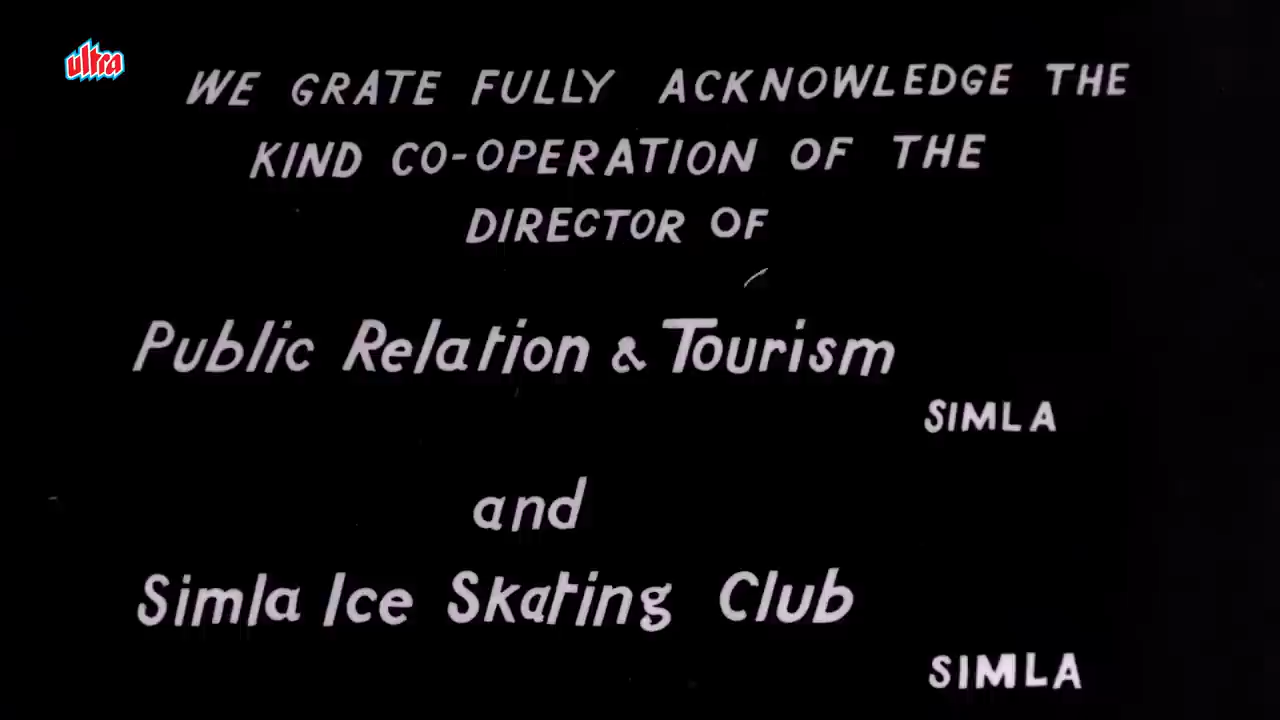 ultra
WE GRATE FULLY ACKNOWLEDGE THE
KIND CO-OPERATION OF THE
DIRECTOR OF
Public Relation & Tourism
SIMLA
and
Simla Ice Skating Club
SIMLA